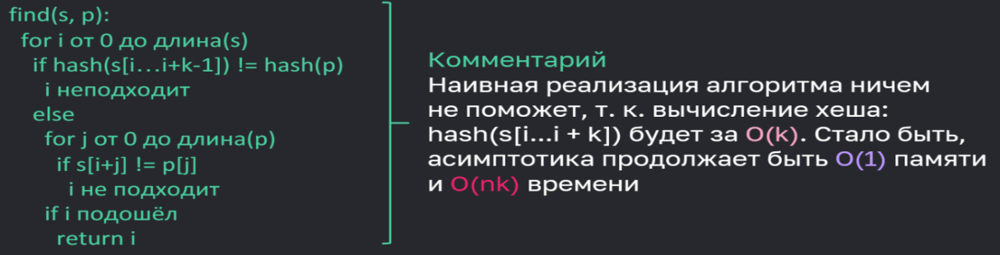 find(s, p):
for i от 0 до длина(s)
if hash(s[i...i+k-1]) != hash(p)
i неподходит
else
for j от 0 до длина(p)
if s[i+j] != p[j]
i не подходит
if i подошёл
return i
Комментарий
Наивная реализация алгоритма ничем
не поможет, т. к. вычисление хеша:
hash(s[i...i + k]) будет за O(k). Стало быть,
асимптотика продолжает быть O(1) памяти
и O(nk) времени